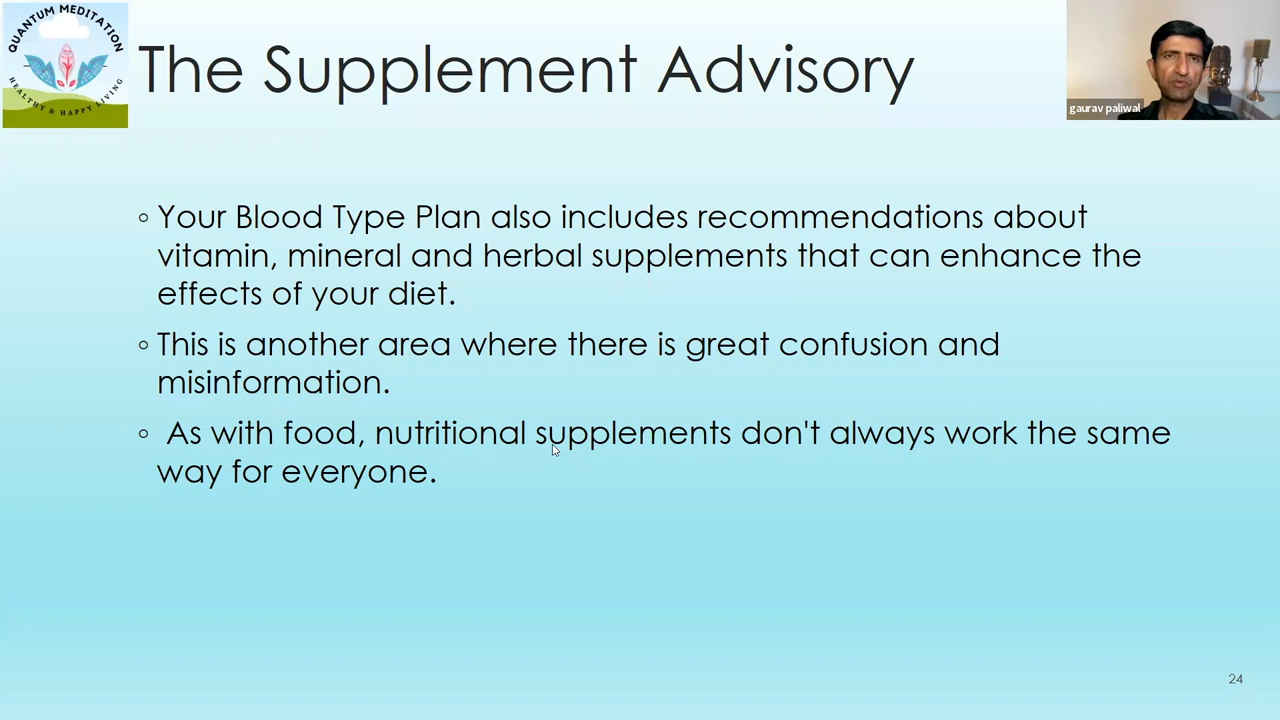 QUANTUM MEDITATION
HEALTHY & HAPPY LIVING
The Supplement Advisory
gaurav paliwal
◦ Your Blood Type Plan also includes recommendations about
vitamin, mineral and herbal supplements that can enhance the
effects of your diet.
◦ This is another area where there is great confusion and
misinformation.
◦ As with food, nutritional supplements don't always work the same
way for everyone.
24